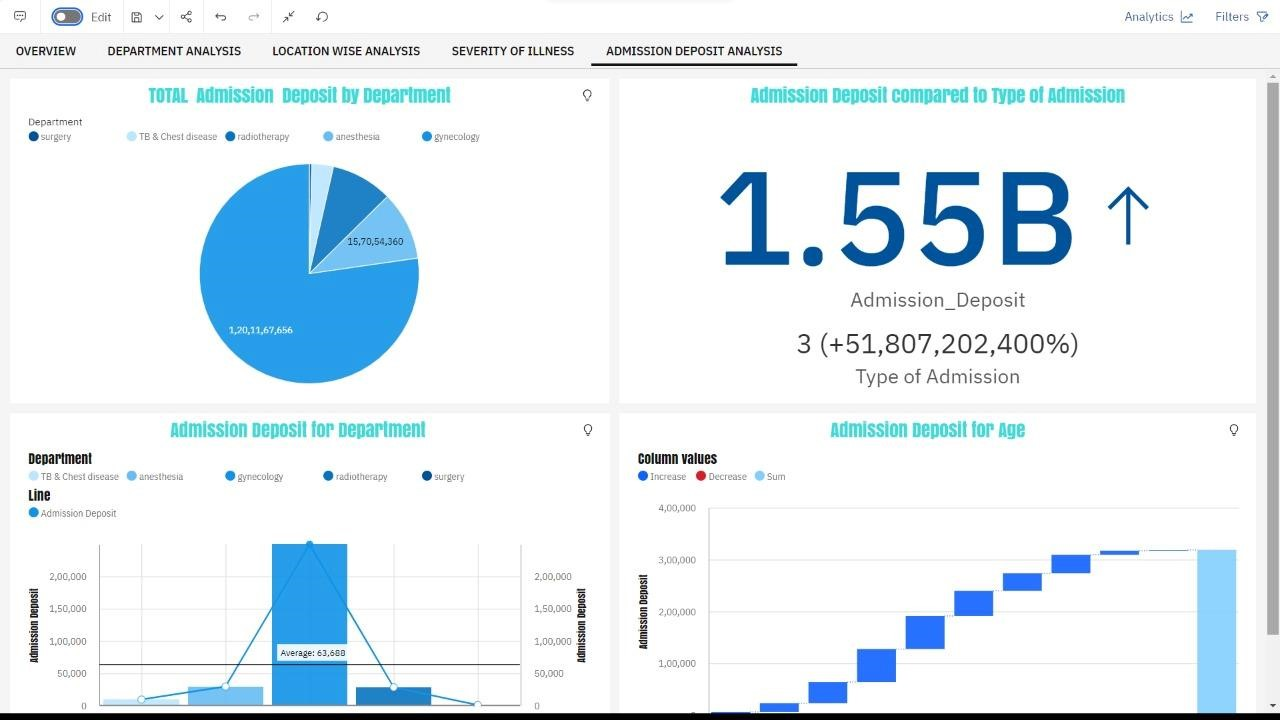 Edit
Analytics
Filters
OVERVIEW
DEPARTMENT ANALYSIS
LOCATION WISE ANALYSIS
SEVERITY OF ILLNESS
ADMISSION DEPOSIT ANALYSIS
TOTAL Admission Deposit by Department
Department
surgery TB & Chest disease radiotherapy anesthesia gynecology
15,70,54,360
1,20,11,67,656
Admission Deposit compared to Type of Admission
1.55B
Admission_Deposit
3 (+51,807,202,400%)
Type of Admission
Admission Deposit for Department
Department
TB & Chest disease anesthesia gynecology radiotherapy surgery
Line
Admission Deposit
Admission Deposit
2,00,000
1,50,000
1,00,000
50,000
0
Average: 63,688
2,00,000
1,50,000
1,00,000
50,000
0
Admission Deposit
Admission Deposit for Age
Column values
Increase Decrease Sum
Admission Deposit
4,00,000
3,00,000
2,00,000
1,00,000